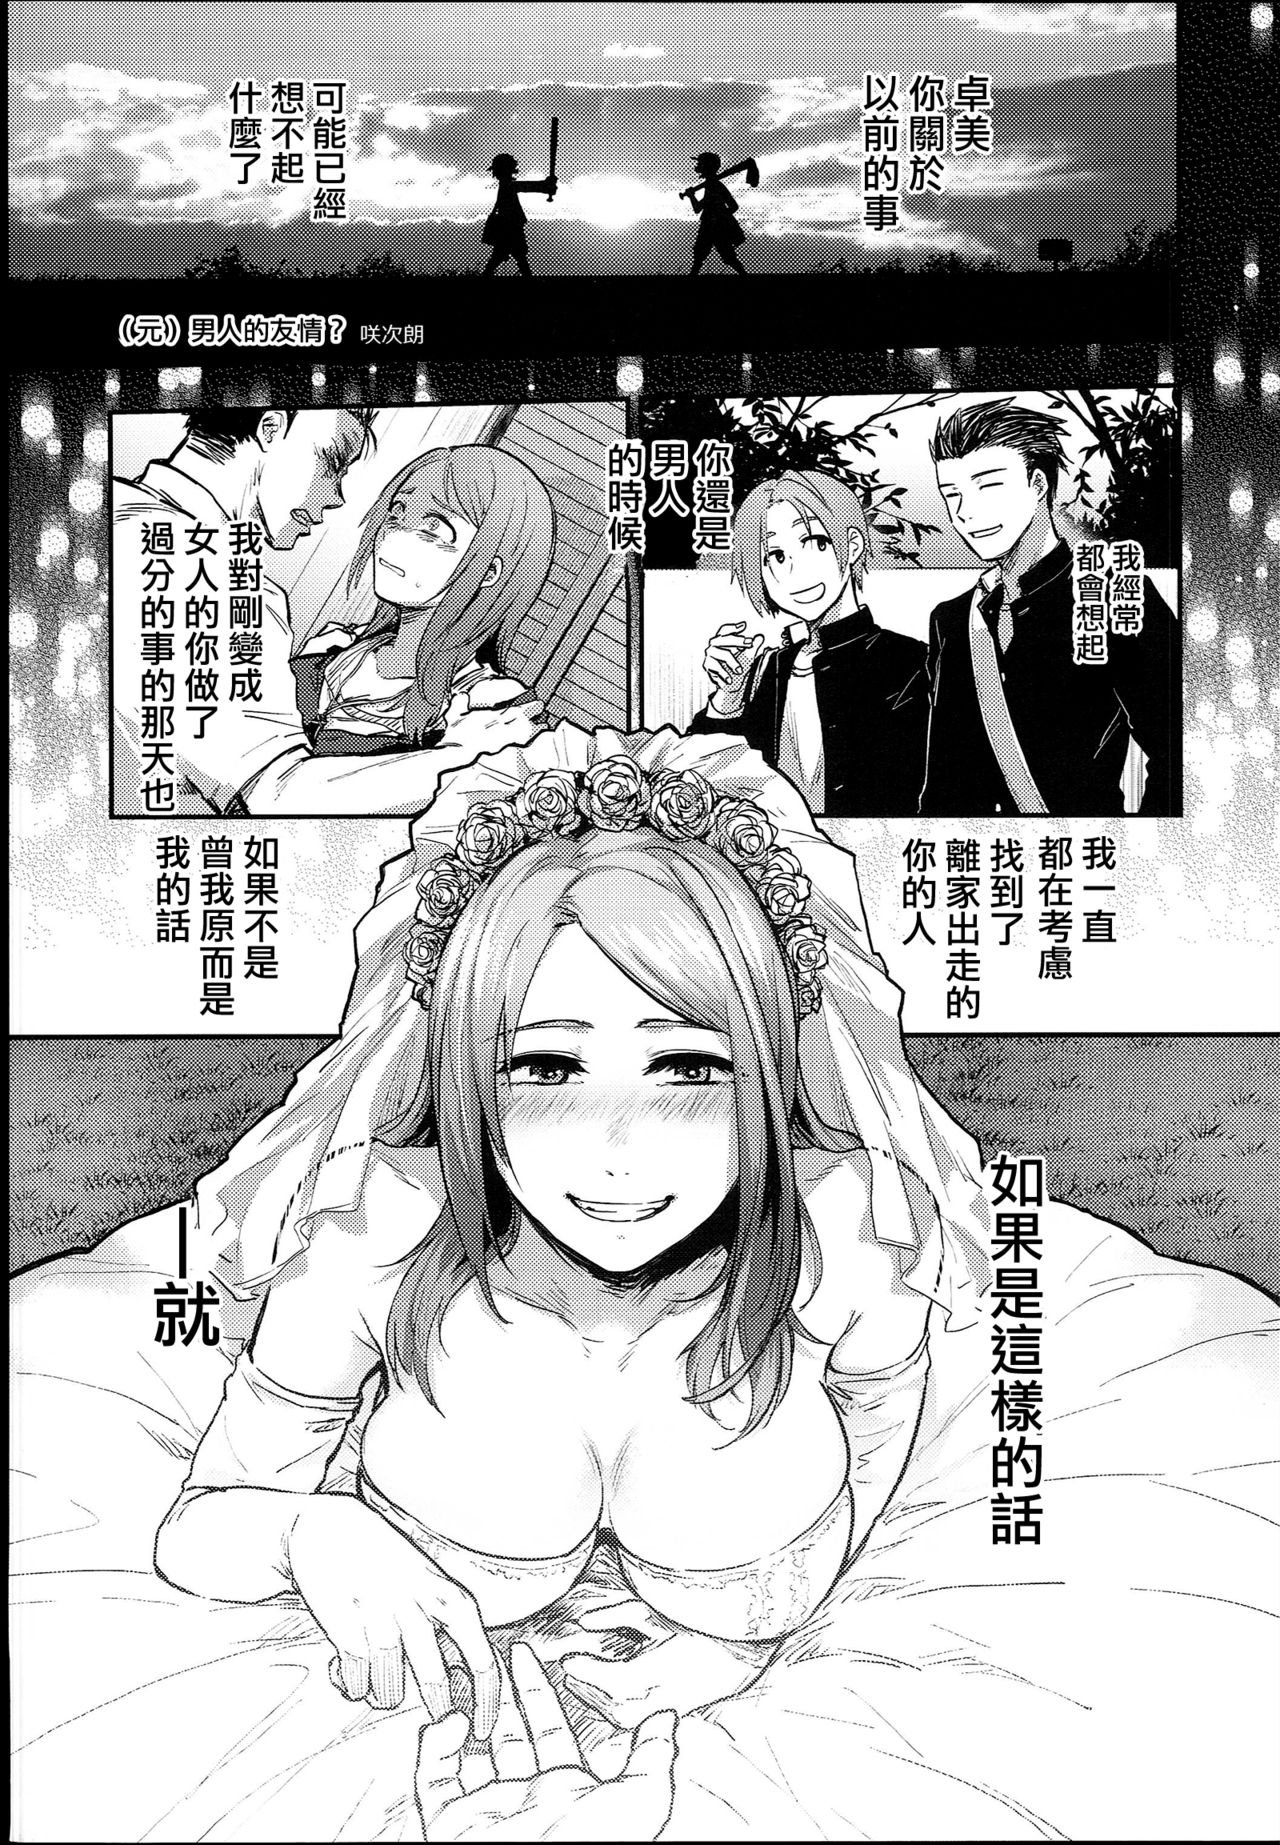 卓美
你關於
以前的事
可能已經
想不起
什麼了
（元）男人的友情？ 咲次朗
我經常
都會想起
你還是
男人
的時候
我對剛變成
女人的你做了
過分的事的那天也
我一直
都在考慮
找到了
離家出走的
你的人
如果不是
曾我原而是
我的話
如果是這樣的話
—就